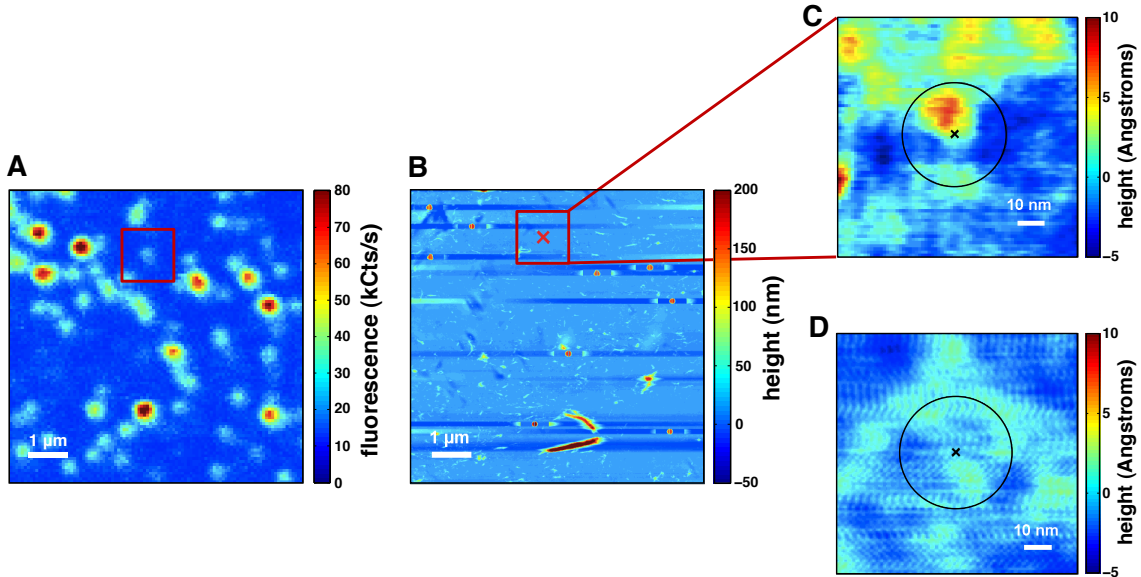 A
80
70
60
50
40
30
20
10
0
fluorescence (kCts/s)
1 μm
B
200
150
100
50
0
−50
height (nm)
1 μm
C
10
5
0
−5
height (Angstroms)
10 nm
D
10
5
0
−5
height (Angstroms)
10 nm